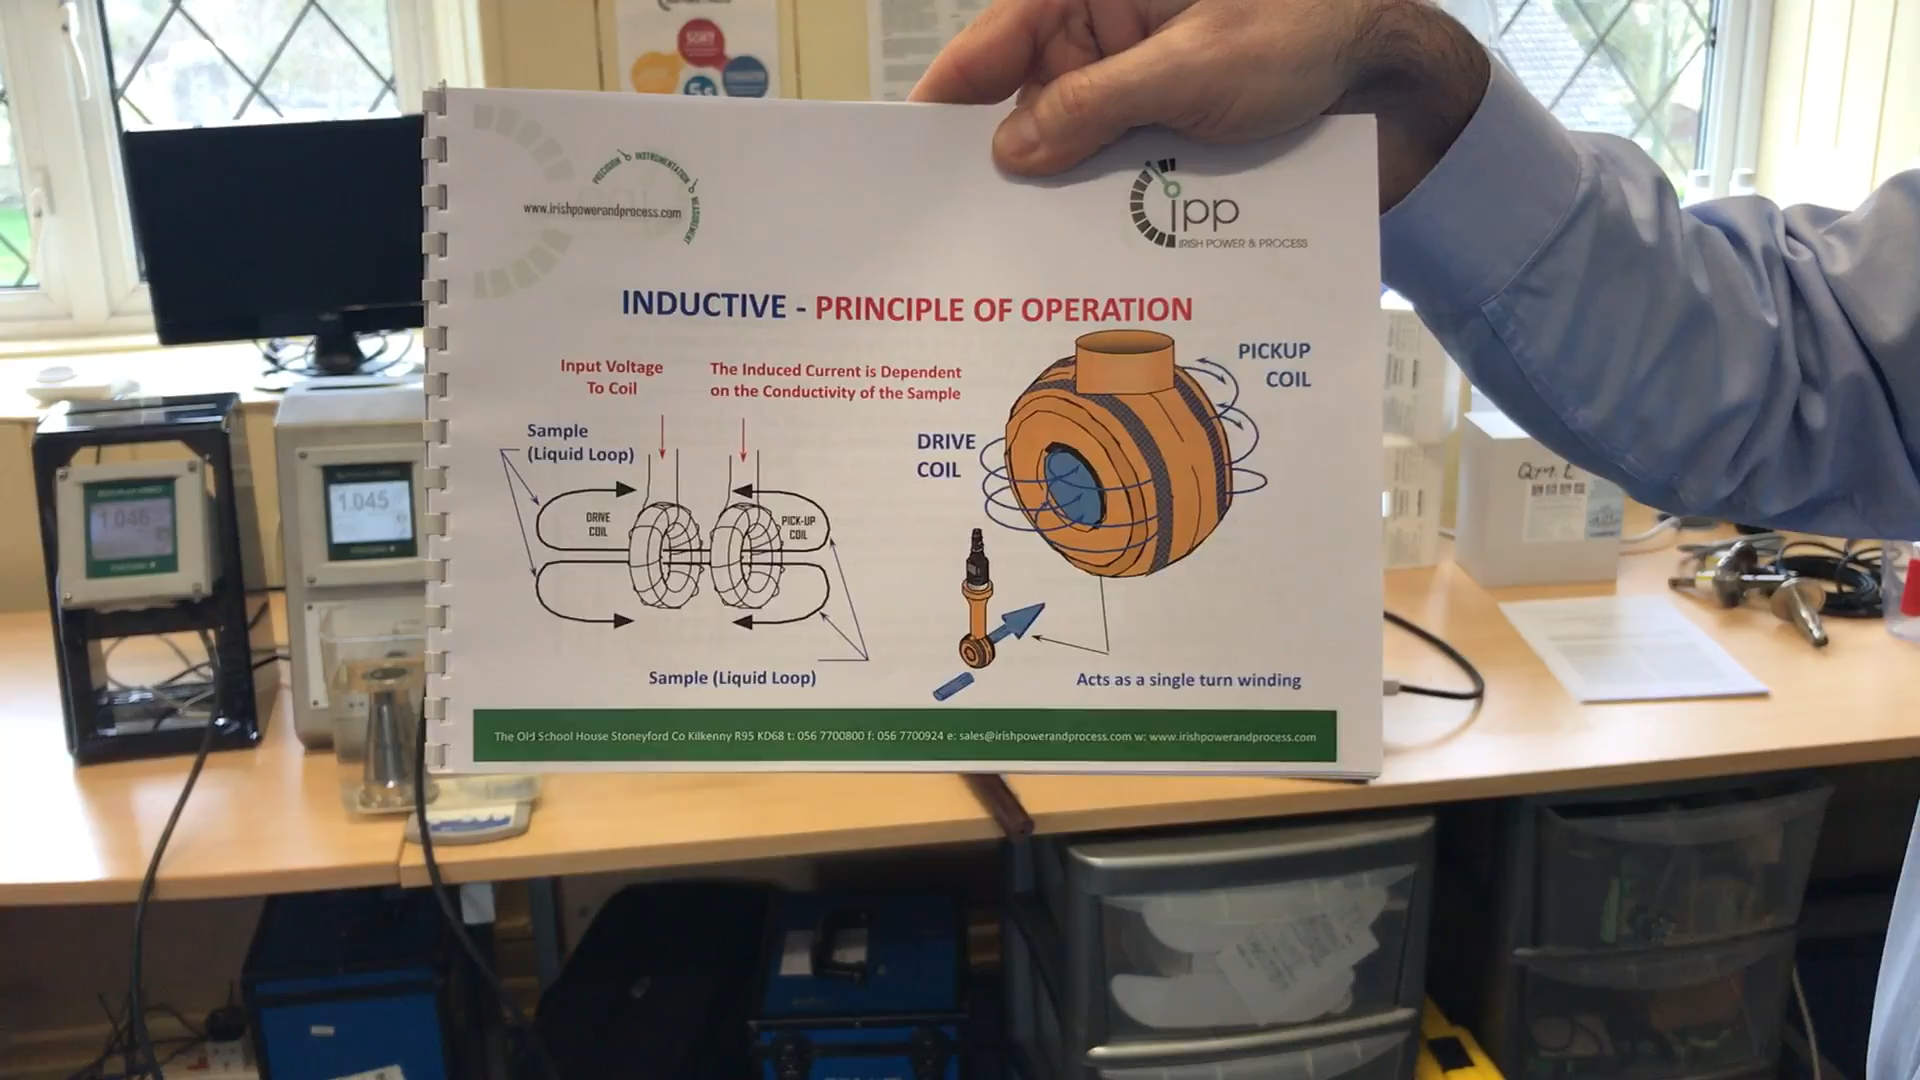 SORT
5s
PRECISION INSTRUMENTATION MEASUREMENT
www.irishpowerandprocess.com
ipp
IRISH POWER & PROCESS
INDUCTIVE - PRINCIPLE OF OPERATION
Input Voltage
To Coil
The Induced Current is Dependent
on the Conductivity of the Sample
PICKUP
COIL
Sample
(Liquid Loop)
DRIVE
COIL
DRIVE
COIL
PICK-UP
COIL
Sample (Liquid Loop)
Acts as a single turn winding
The Old School House Stoneyford Co Kilkenny R95 KD68 t: 056 7700800 f: 056 7700924 e: sales@irishpowerandprocess.com w: www.irishpowerandprocess.com
1.046
1.045